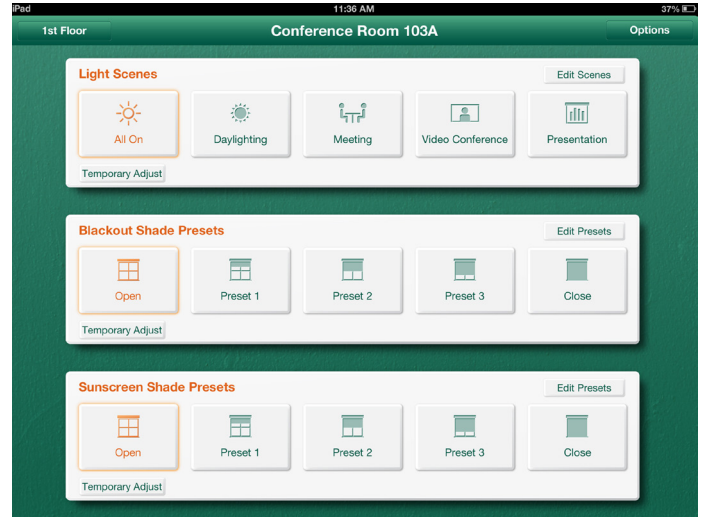 iPad 11:36 AM 37%
1st Floor Conference Room 103A Options
Light Scenes Edit Scenes
All On Daylighting Meeting Video Conference Presentation
Temporary Adjust
Blackout Shade Presets Edit Presets
Open Preset 1 Preset 2 Preset 3 Close
Temporary Adjust
Sunscreen Shade Presets Edit Presets
Open Preset 1 Preset 2 Preset 3 Close
Temporary Adjust